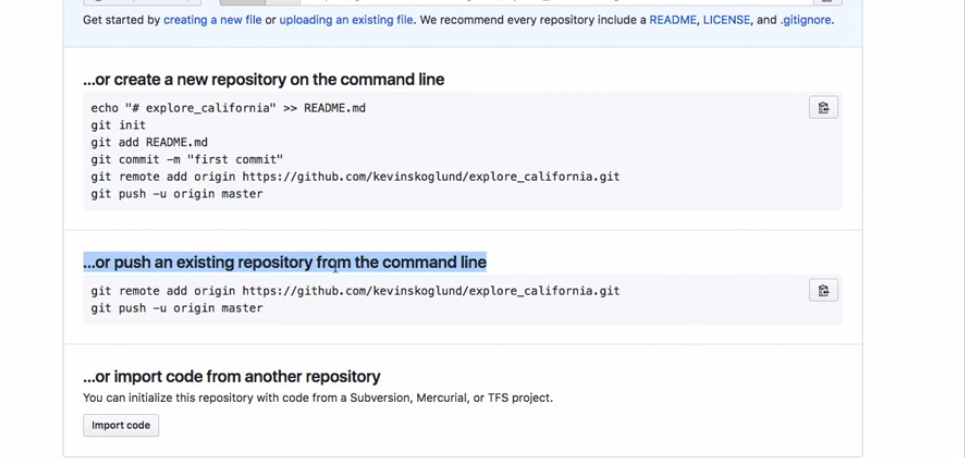 Get started by creating a new file or uploading an existing file. We recommend every repository include a README, LICENSE, and .gitignore.
...or create a new repository on the command line
echo "# explore_california" >> README.md
git init
git add README.md
git commit -m "first commit"
git remote add origin https://github.com/kevinskoglund/explore_california.git
git push -u origin master
...or push an existing repository from the command line
git remote add origin https://github.com/kevinskoglund/explore_california.git
git push -u origin master
...or import code from another repository
You can initialize this repository with code from a Subversion, Mercurial, or TFS project.
Import code